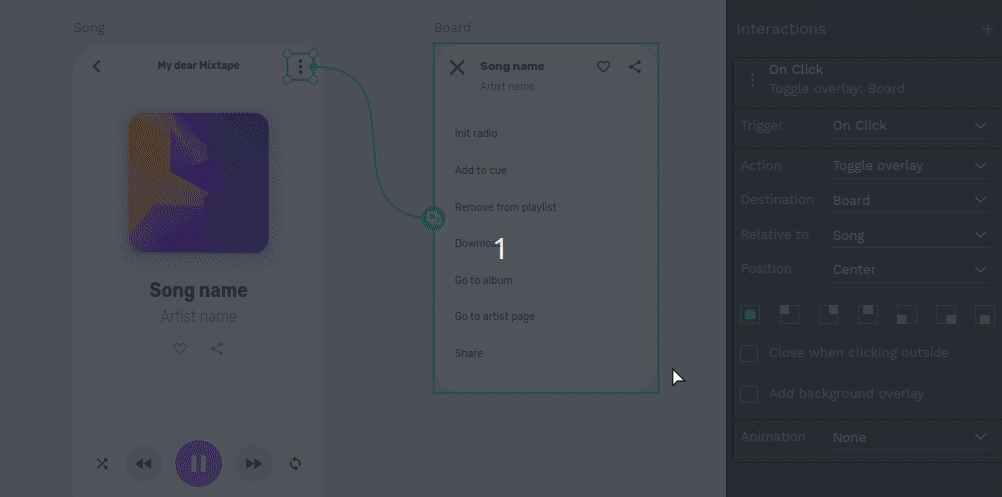 Song
Board
My dear Mixtape
Song name
Artist name
Init radio
Add to cue
Remove from playlist
Download
Go to album
Go to artist page
Share
1
Song name
Artist name
Interactions
On Click
Toggle overlay: Board
Trigger On Click
Action Toggle overlay
Destination Board
Relative to Song
Position Center
Close when clicking outside
Add background overlay
Animation None